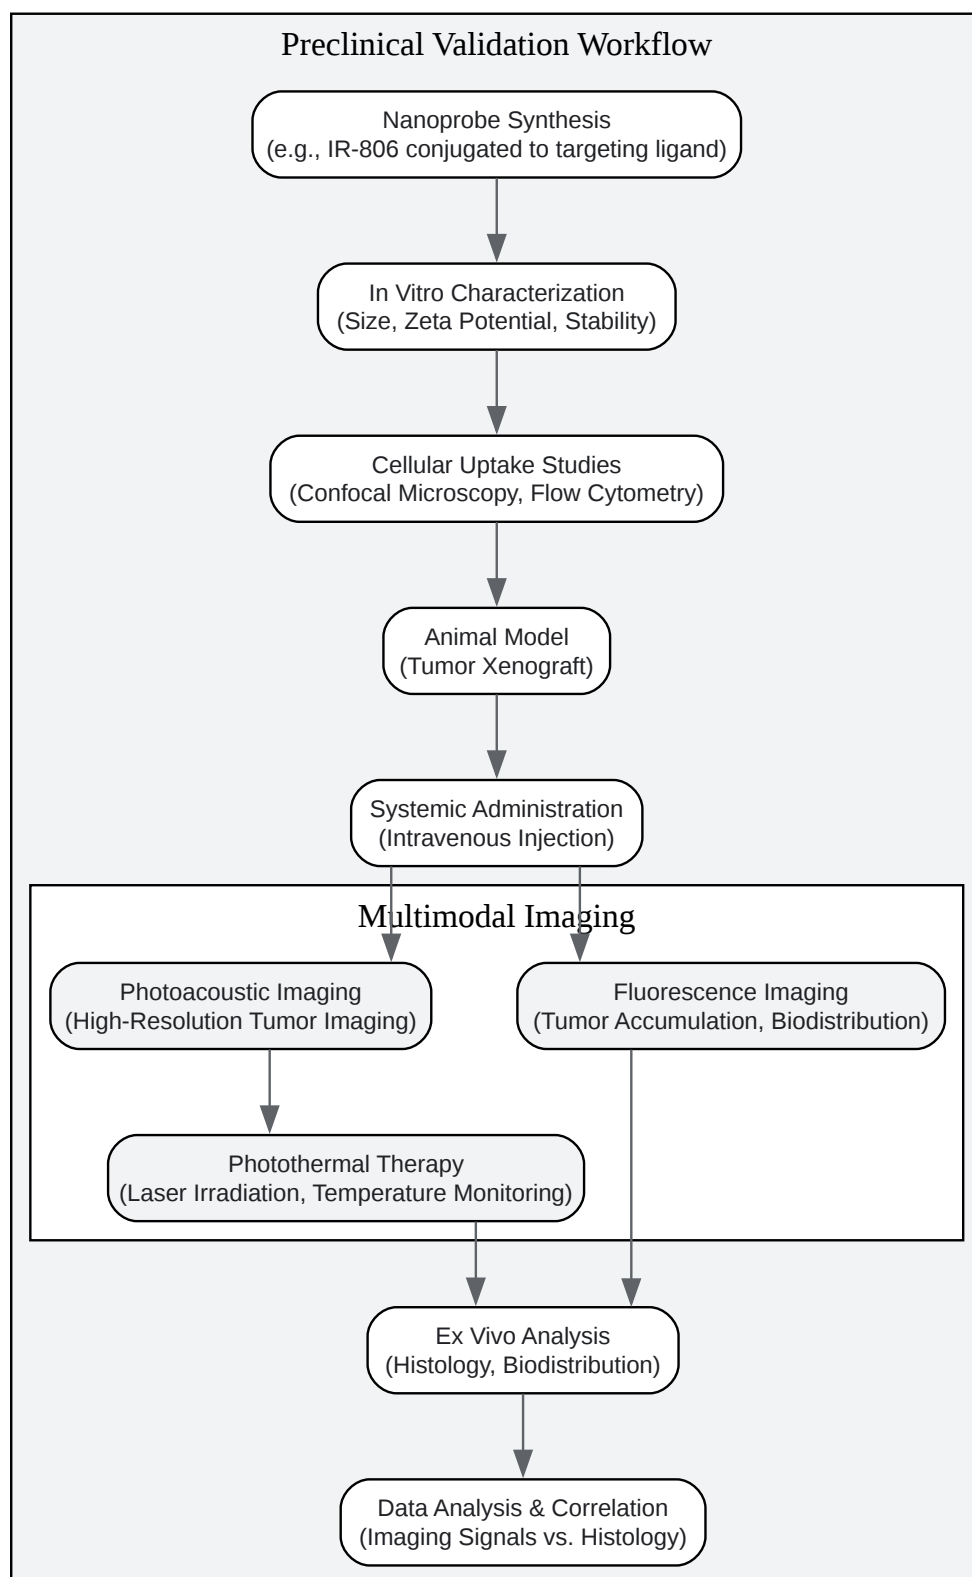 Preclinical Validation Workflow
Nanoprobe Synthesis
(e.g., IR-806 conjugated to targeting ligand)
In Vitro Characterization
(Size, Zeta Potential, Stability)
Cellular Uptake Studies
(Confocal Microscopy, Flow Cytometry)
Animal Model
(Tumor Xenograft)
Systemic Administration
(Intravenous Injection)
Multimodal Imaging
Photoacoustic Imaging
(High-Resolution Tumor Imaging)
Fluorescence Imaging
(Tumor Accumulation, Biodistribution)
Photothermal Therapy
(Laser Irradiation, Temperature Monitoring)
Ex Vivo Analysis
(Histology, Biodistribution)
Data Analysis & Correlation
(Imaging Signals vs. Histology)